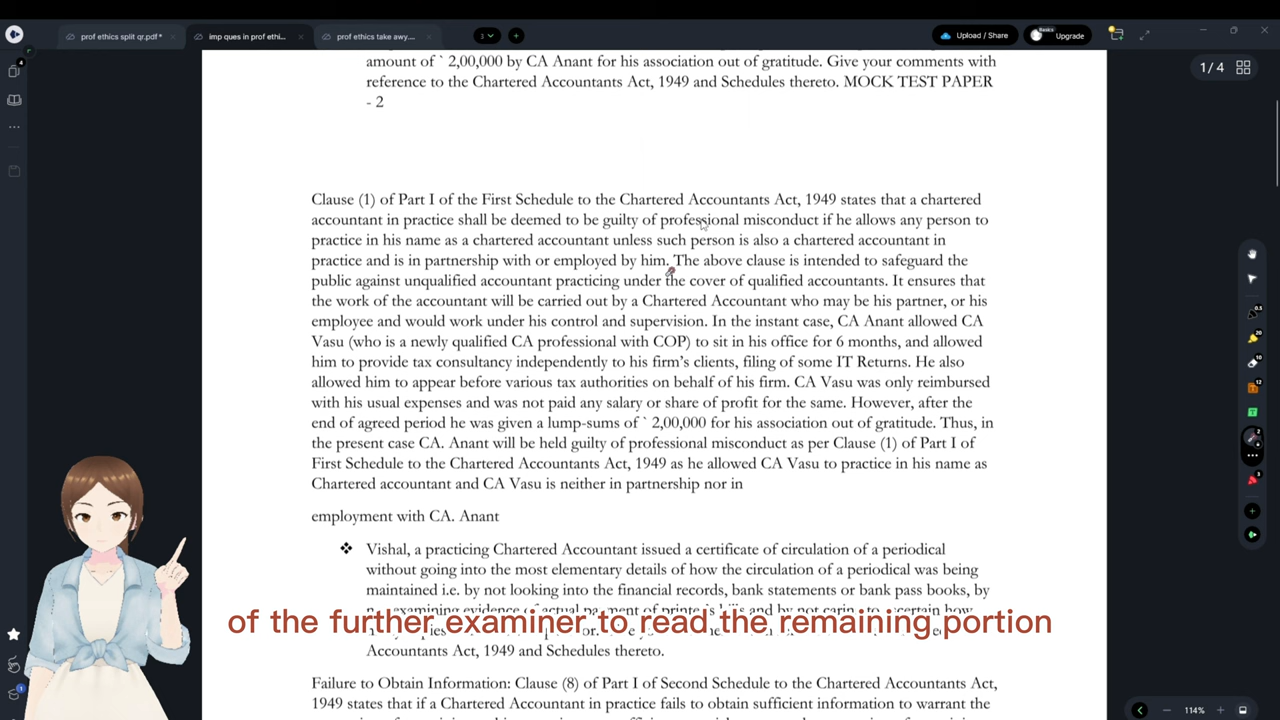 prof ethics split qr.pdf*
imp ques in prof ethi...
prof ethics take awy....
3
Upload / Share
Basks
Upgrade
1 / 4
amount of ` 2,00,000 by CA Anant for his association out of gratitude. Give your comments with
reference to the Chartered Accountants Act, 1949 and Schedules thereto. MOCK TEST PAPER
- 2
Clause (1) of Part I of the First Schedule to the Chartered Accountants Act, 1949 states that a chartered
accountant in practice shall be deemed to be guilty of professional misconduct if he allows any person to
practice in his name as a chartered accountant unless such person is also a chartered accountant in
practice and is in partnership with or employed by him. The above clause is intended to safeguard the
public against unqualified accountant practicing under the cover of qualified accountants. It ensures that
the work of the accountant will be carried out by a Chartered Accountant who may be his partner, or his
employee and would work under his control and supervision. In the instant case, CA Anant allowed CA
Vasu (who is a newly qualified CA professional with COP) to sit in his office for 6 months, and allowed
him to provide tax consultancy independently to his firm's clients, filing of some IT Returns. He also
allowed him to appear before various tax authorities on behalf of his firm. CA Vasu was only reimbursed
with his usual expenses and was not paid any salary or share of profit for the same. However, after the
end of agreed period he was given a lump-sums of ` 2,00,000 for his association out of gratitude. Thus, in
the present case CA. Anant will be held guilty of professional misconduct as per Clause (1) of Part I of
First Schedule to the Chartered Accountants Act, 1949 as he allowed CA Vasu to practice in his name as
Chartered accountant and CA Vasu is neither in partnership nor in
employment with CA. Anant
❖ Vishal, a practicing Chartered Accountant issued a certificate of circulation of a periodical
without going into the most elementary details of how the circulation of a periodical was being
maintained i.e. by not looking into the financial records, bank statements or bank pass books, by
of the further examiner to read the remaining portion
Accountants Act, 1949 and Schedules thereto.
Failure to Obtain Information: Clause (8) of Part I of Second Schedule to the Chartered Accountants Act,
1949 states that if a Chartered Accountant in practice fails to obtain sufficient information to warrant the
114%